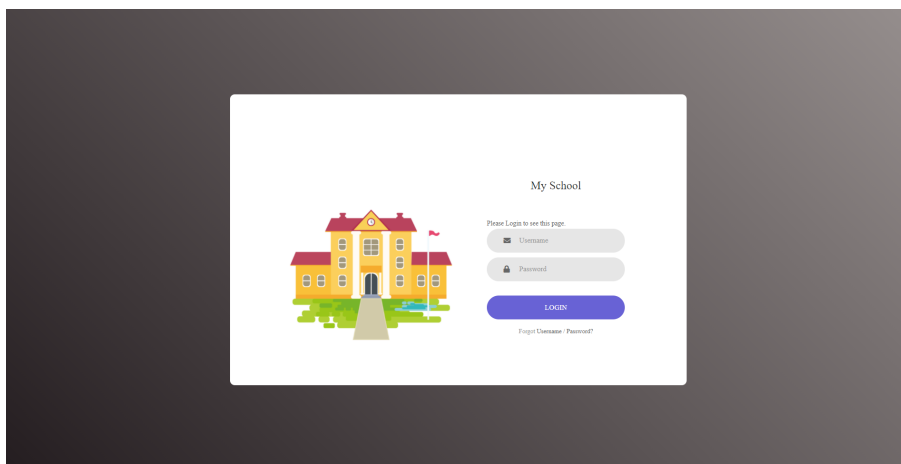 My School
Please Login to see this page.
Username
Password
LOGIN
Forgot Username / Password?